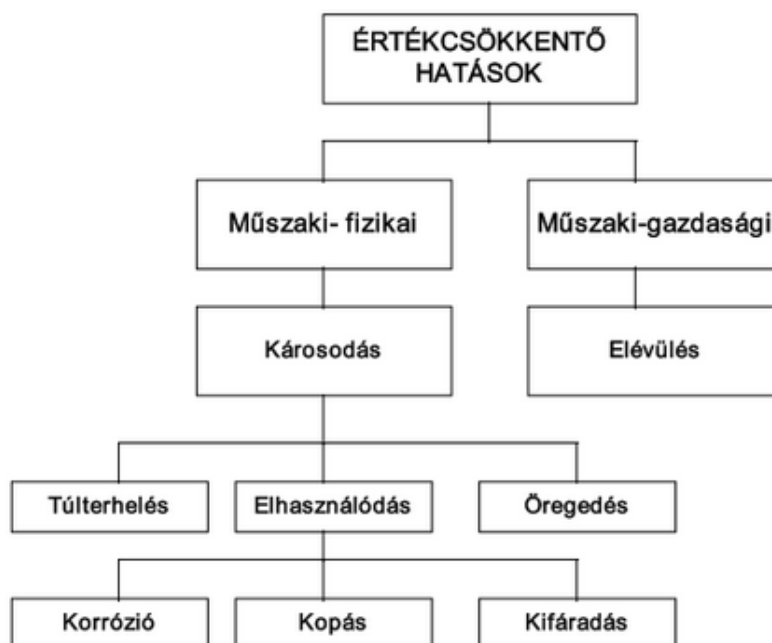 ÉRTÉKCSÖKKENTŐ
HATÁSOK
Műszaki- fizikai
Műszaki-gazdasági
Károsodás
Elévülés
Túlterhelés
Elhasználódás
Öregedés
Korrózió
Kopás
Kifáradás